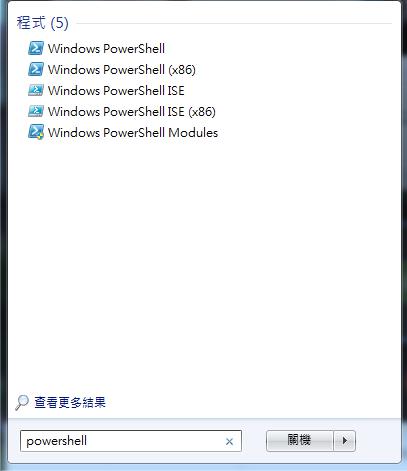 程式 (5)
Windows PowerShell
Windows PowerShell (x86)
Windows PowerShell ISE
Windows PowerShell ISE (x86)
Windows PowerShell Modules
查看更多結果
powershell
關機